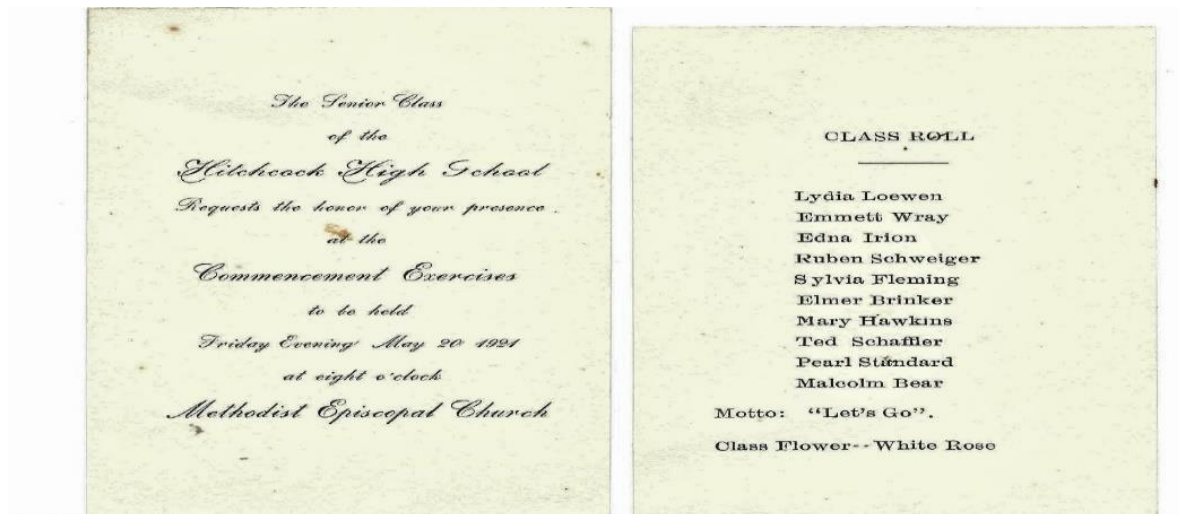 The Senior Class
of the
Hitchcock High School
Requests the honor of your presence
at the
Commencement Exercises
to be held
Friday Evening May 20 1921
at eight o'clock
Methodist Episcopal Church
CLASS ROLL
Lydia Loewen
Emmett Wray
Edna Irion
Ruben Schweiger
Sylvia Fleming
Elmer Brinker
Mary Hawkins
Ted Schaffler
Pearl Standard
Malcolm Bear
Motto: “Let's Go”.
Class Flower--White Rose